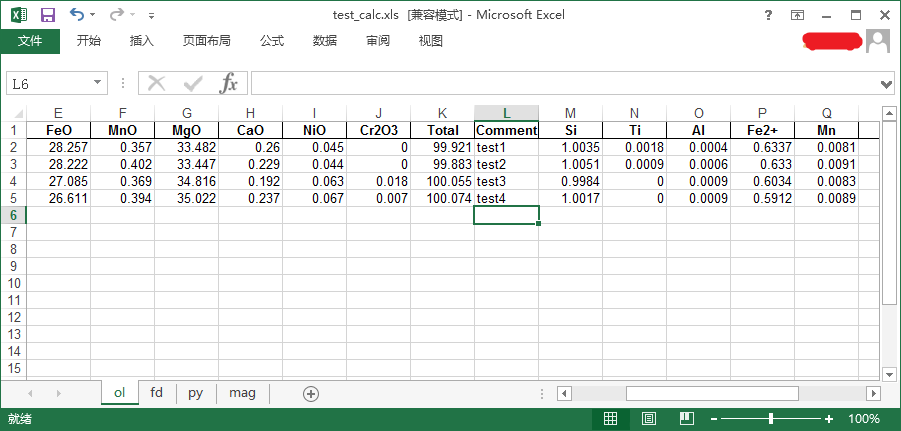 test_calc.xls [兼容模式] - Microsoft Excel
文件 开始 插入 页面布局 公式 数据 审阅 视图
L6 fx
E F G H I J K L M N O P Q
1 FeO MnO MgO CaO NiO Cr2O3 Total Comment Si Ti Al Fe2+ Mn
2 28.257 0.357 33.482 0.26 0.045 0 99.921 test1 1.0035 0.0018 0.0004 0.6337 0.0081
3 28.222 0.402 33.447 0.229 0.044 0 99.883 test2 1.0051 0.0009 0.0006 0.633 0.0091
4 27.085 0.369 34.816 0.192 0.063 0.018 100.055 test3 0.9984 0 0.0009 0.6034 0.0083
5 26.611 0.394 35.022 0.237 0.067 0.007 100.074 test4 1.0017 0 0.0009 0.5912 0.0089
6
7
8
9
10
11
12
13
14
15
ol fd py mag
就绪 100%